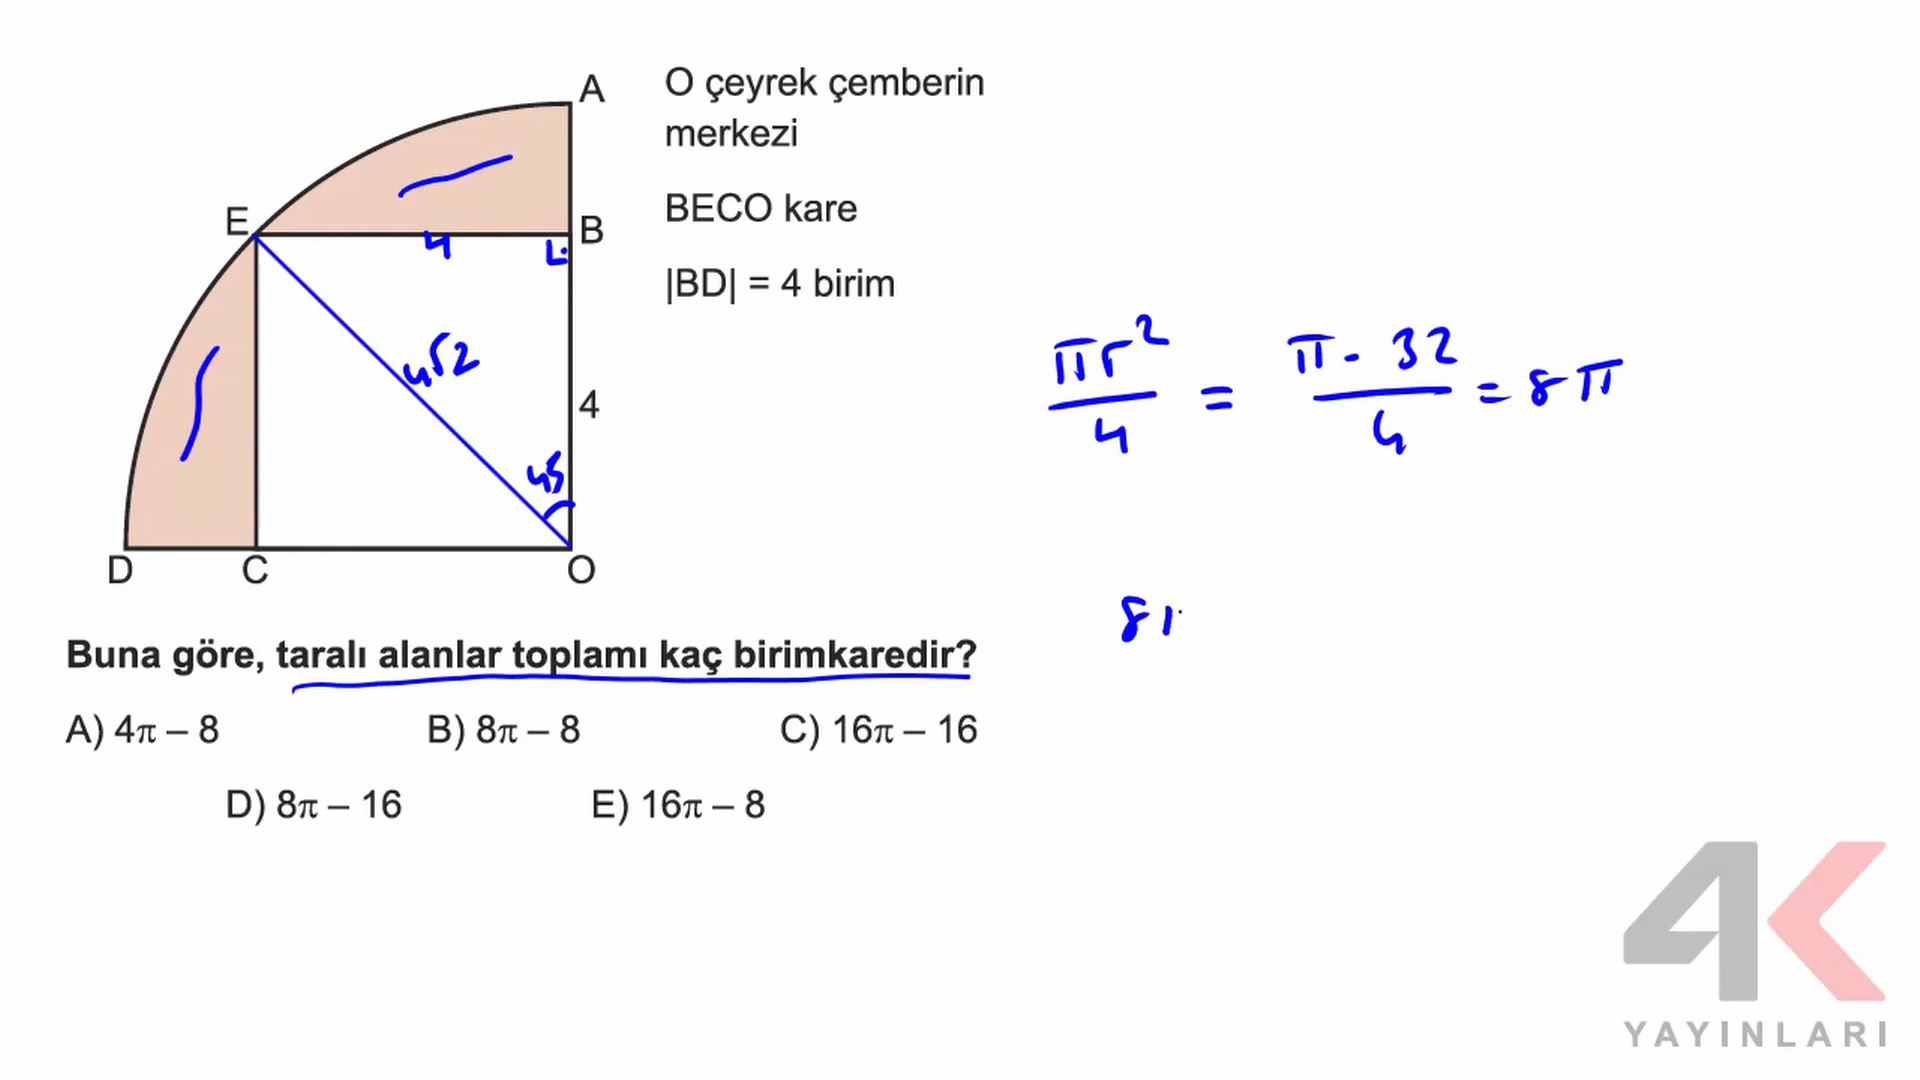 A
O çeyrek çemberin
merkezi
E
B
BECO kare
4
|BD| = 4 birim
4√2
πr² / 4 = π · 32 / 4 = 8π
4
45
D C O
8
Buna göre, taralı alanlar toplamı kaç birimkaredir?
A) 4π – 8 B) 8π – 8 C) 16π – 16
D) 8π – 16 E) 16π – 8
4K
YAYINLARI